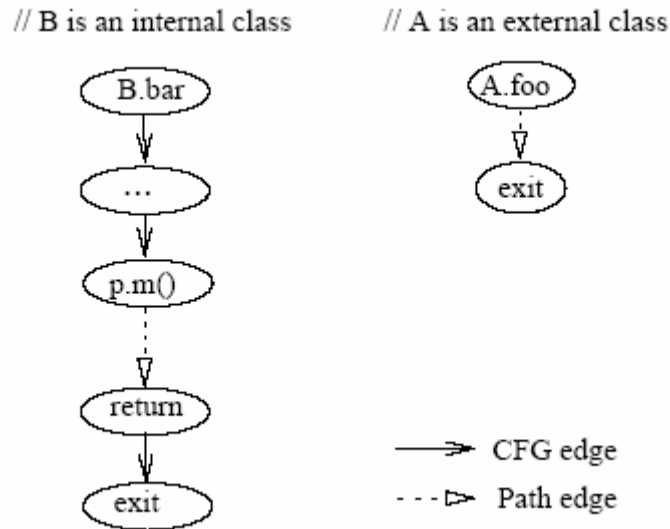 // B is an internal class
// A is an external class
B.bar
A.foo
...
exit
p.m()
return
CFG edge
exit
Path edge